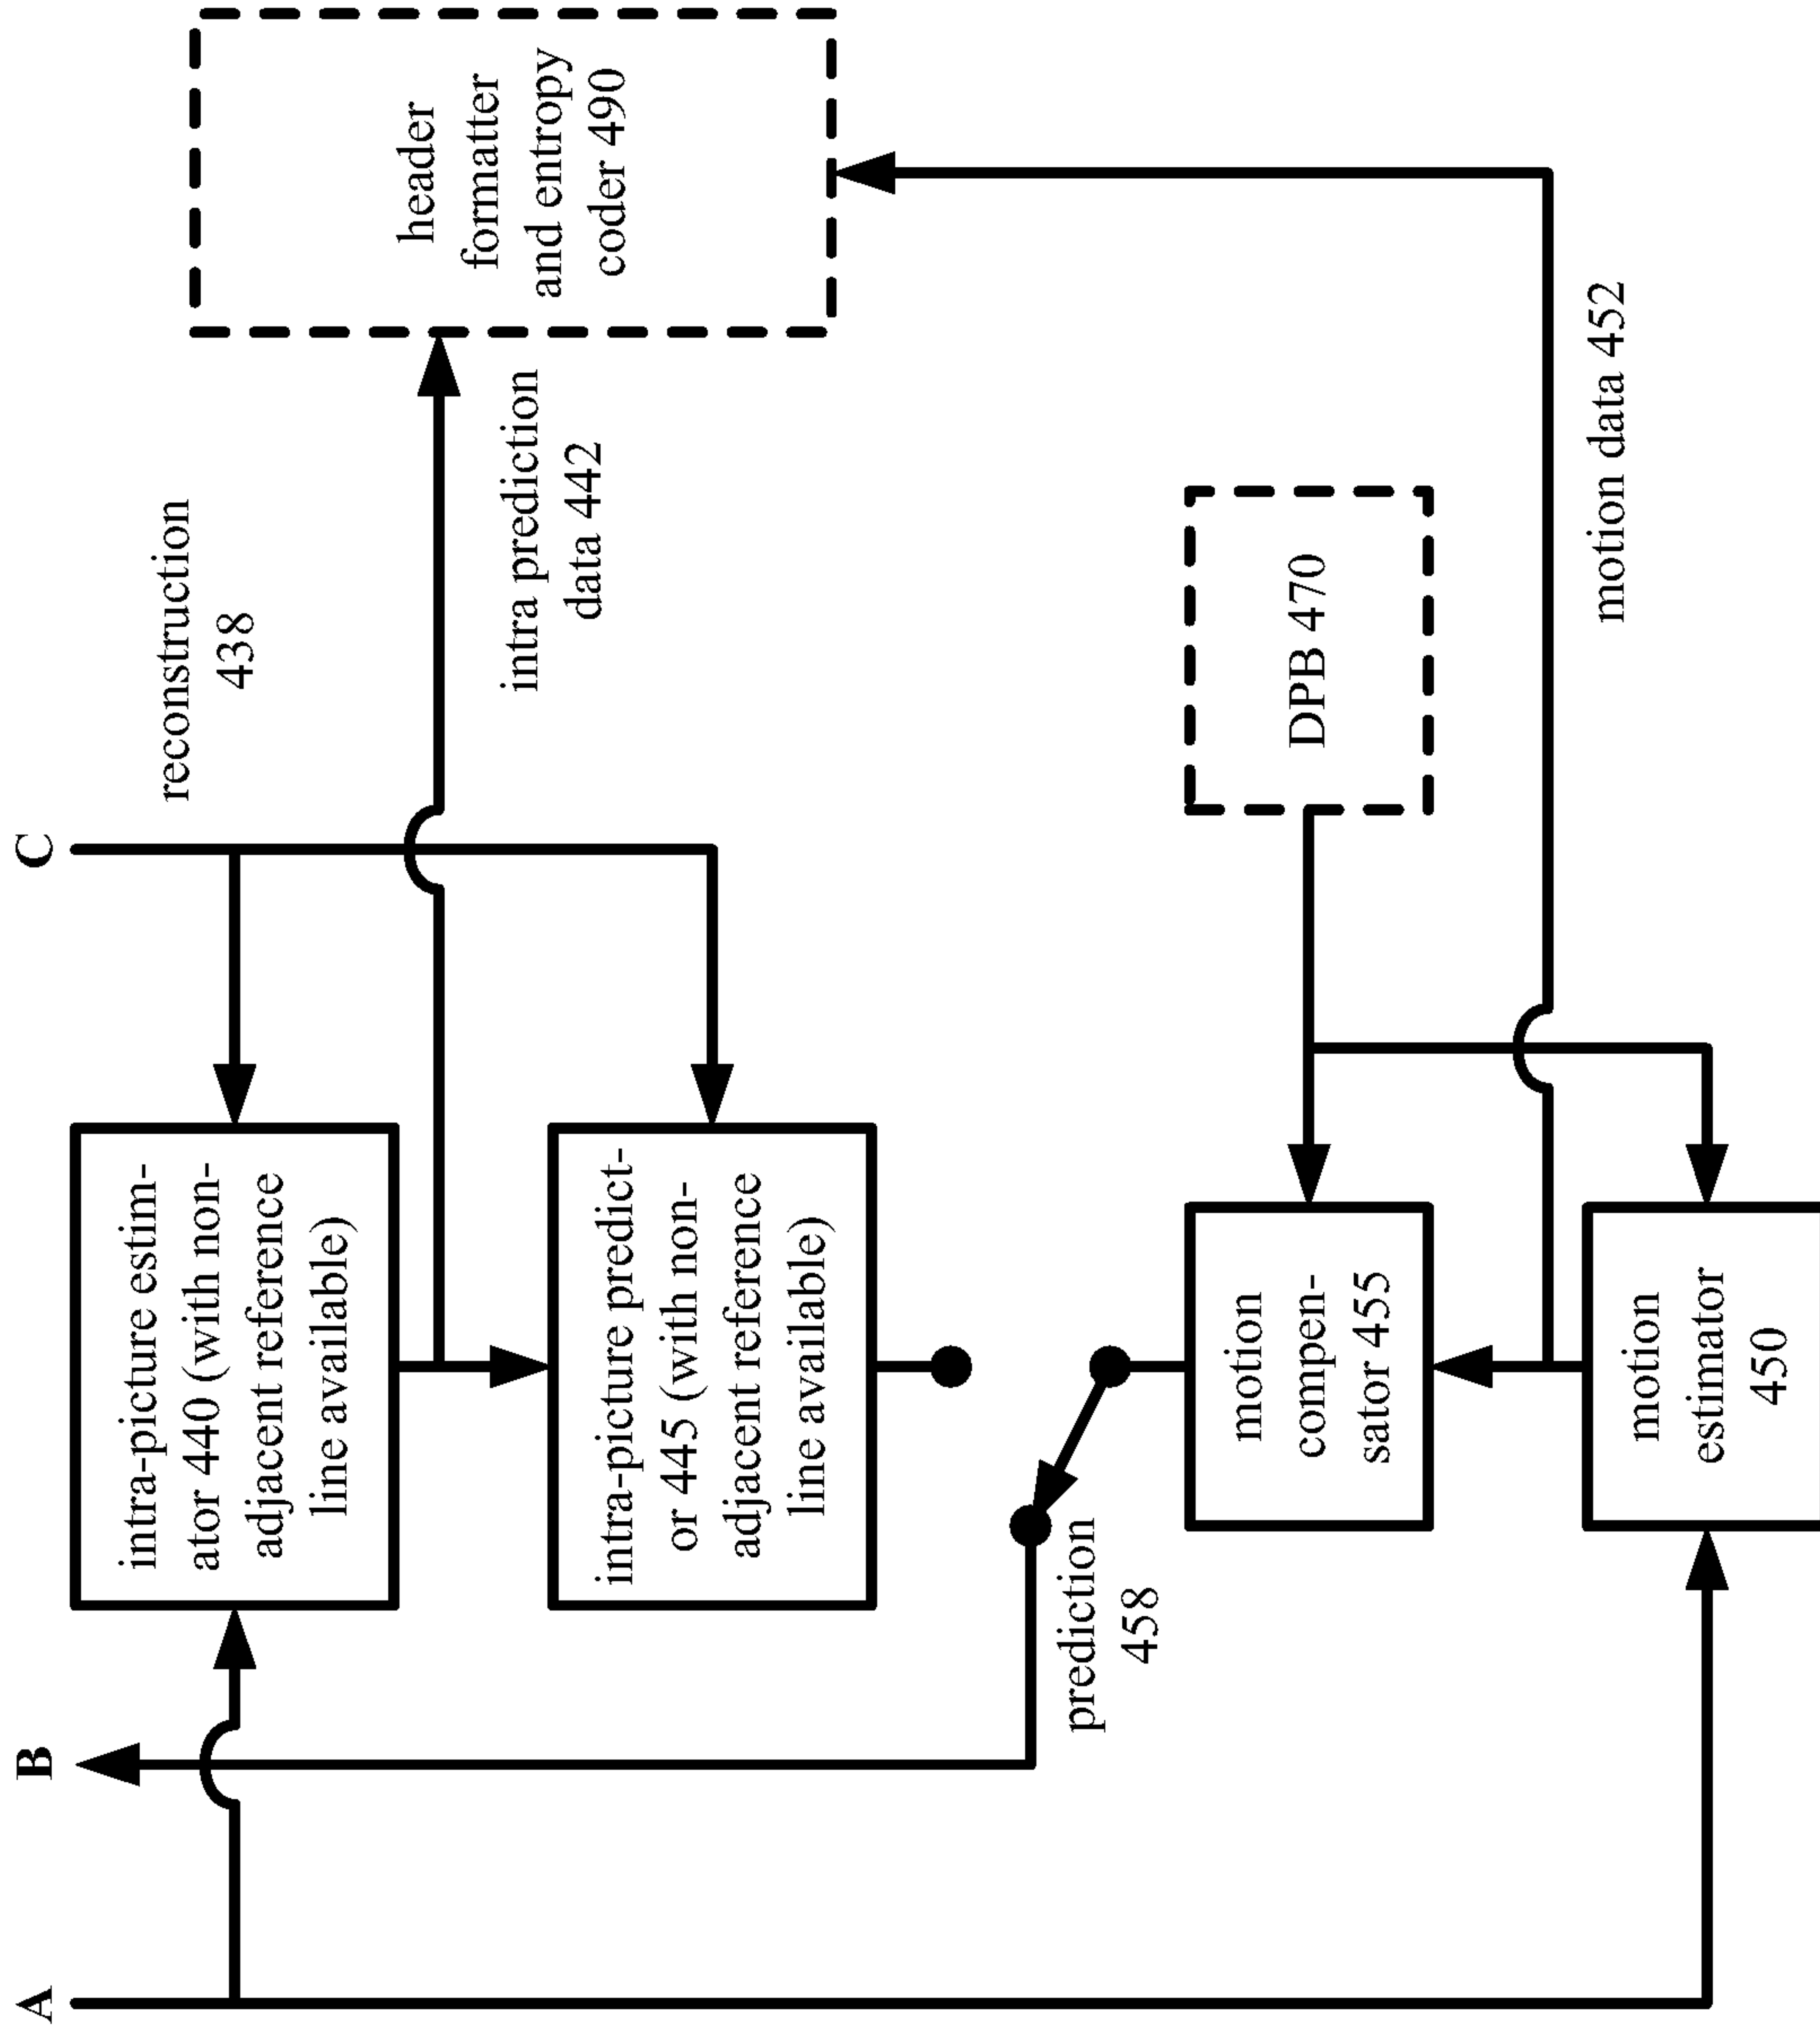 A
B
C
intra-picture estim-
ator 440 (with non-
adjacent reference
line available)
reconstruction
438
header
formatter
and entropy
coder 490
intra prediction
data 442
intra-picture predict-
or 445 (with non-
adjacent reference
line available)
prediction
458
motion
compen-
sator 455
DPB 470
motion
estimator
450
motion data 452